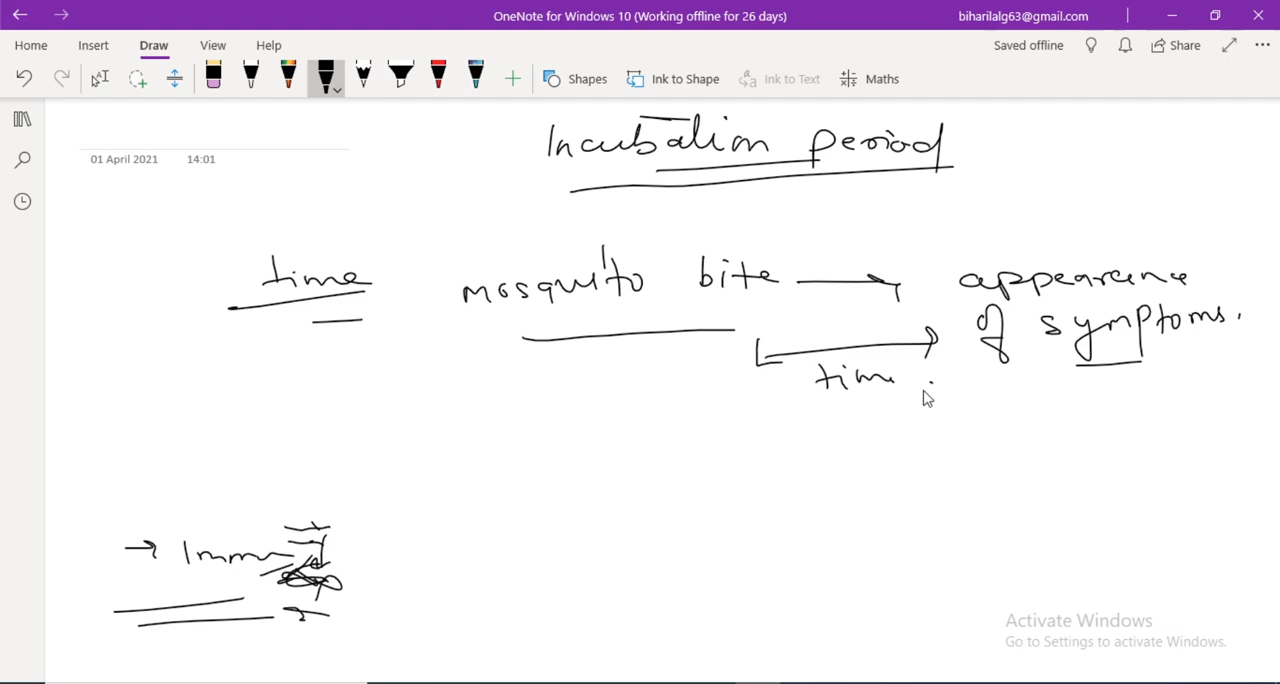 OneNote for Windows 10 (Working offline for 26 days)
biharilalg63@gmail.com
Home Insert Draw View Help
Saved offline Share
Shapes Ink to Shape Ink to Text Maths
Incubation period
01 April 2021 14:01
time mosquito bite → appearance
of symptoms.
time
→ Imm
Activate Windows
Go to Settings to activate Windows.